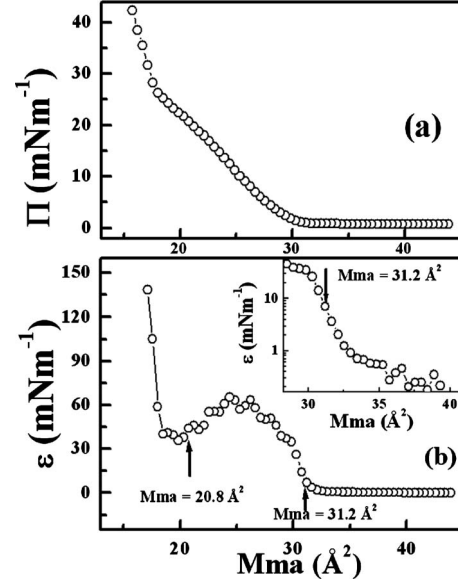 40
30
20
10
0
Π (mNm⁻¹)
(a)
20 30 40
150
120
90
60
30
0
ε (mNm⁻¹)
Mma = 31.2 Å²
10
1
ε (mNm⁻¹)
30 35 40
Mma (Å²)
(b)
Mma = 20.8 Å²
Mma = 31.2 Å²
20 30 40
Mma (Å²)